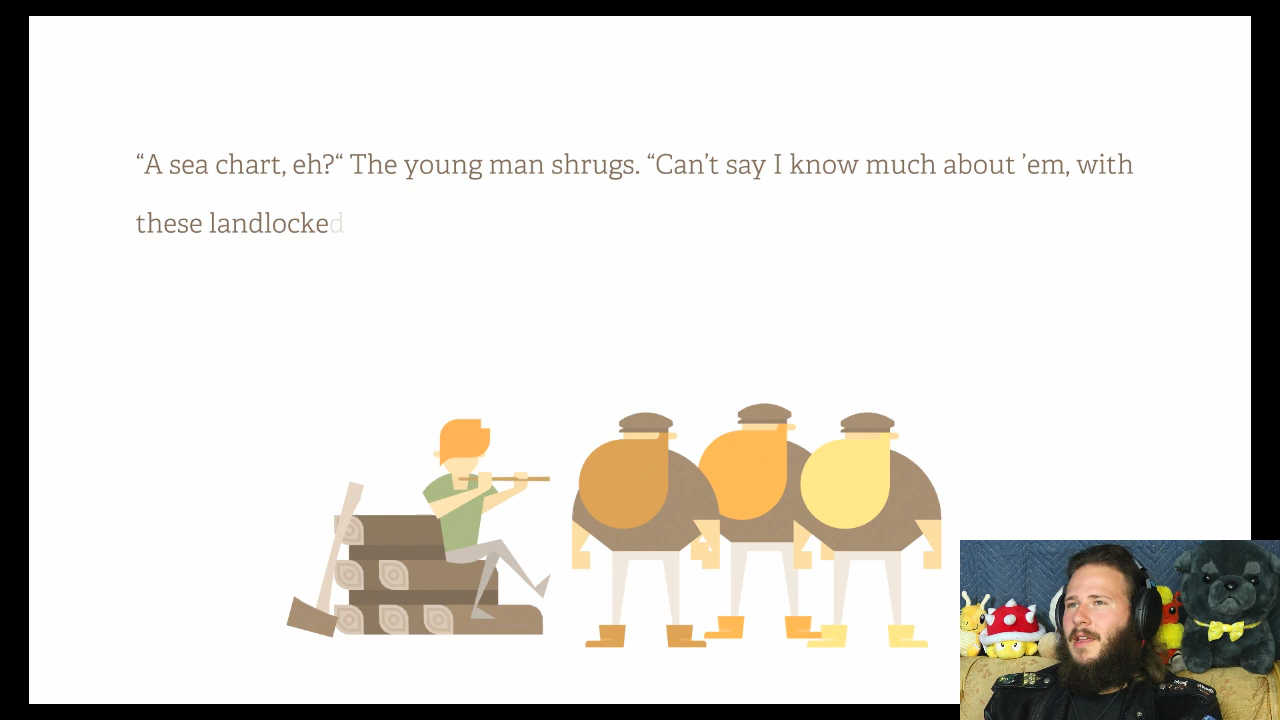 “A sea chart, eh?“ The young man shrugs. “Can’t say I know much about ’em, with
these landlocked